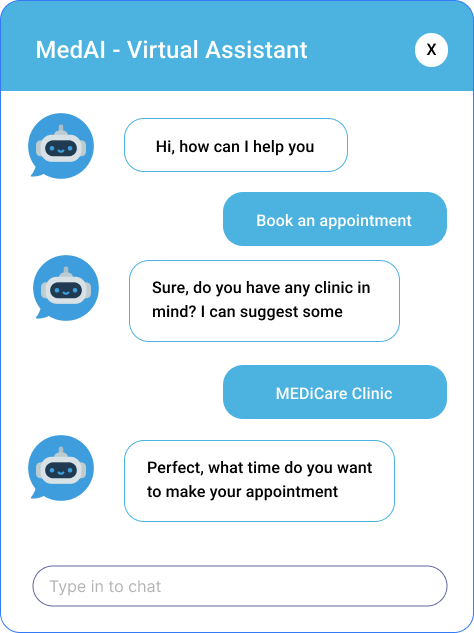 MedAI - Virtual Assistant
X
Hi, how can I help you
Book an appointment
Sure, do you have any clinic in
mind? I can suggest some
MEDiCare Clinic
Perfect, what time do you want
to make your appointment
Type in to chat